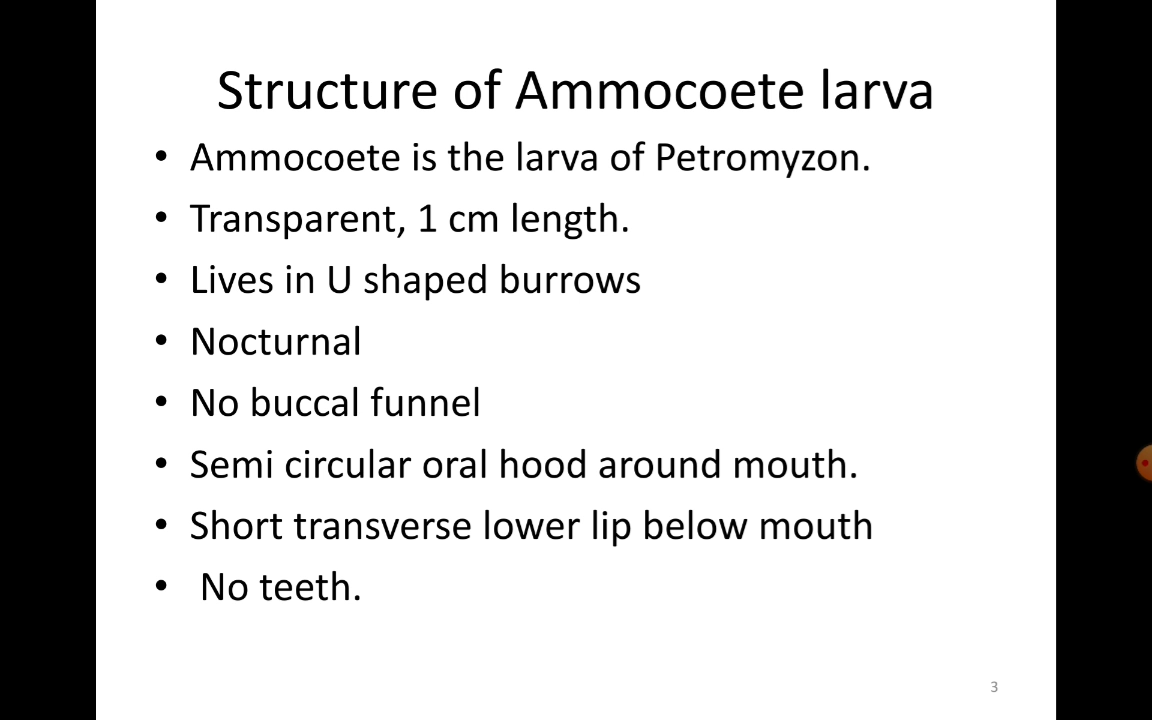 Structure of Ammocoete larva
• Ammocoete is the larva of Petromyzon.
• Transparent, 1 cm length.
• Lives in U shaped burrows
• Nocturnal
• No buccal funnel
• Semi circular oral hood around mouth.
• Short transverse lower lip below mouth
• No teeth.
3